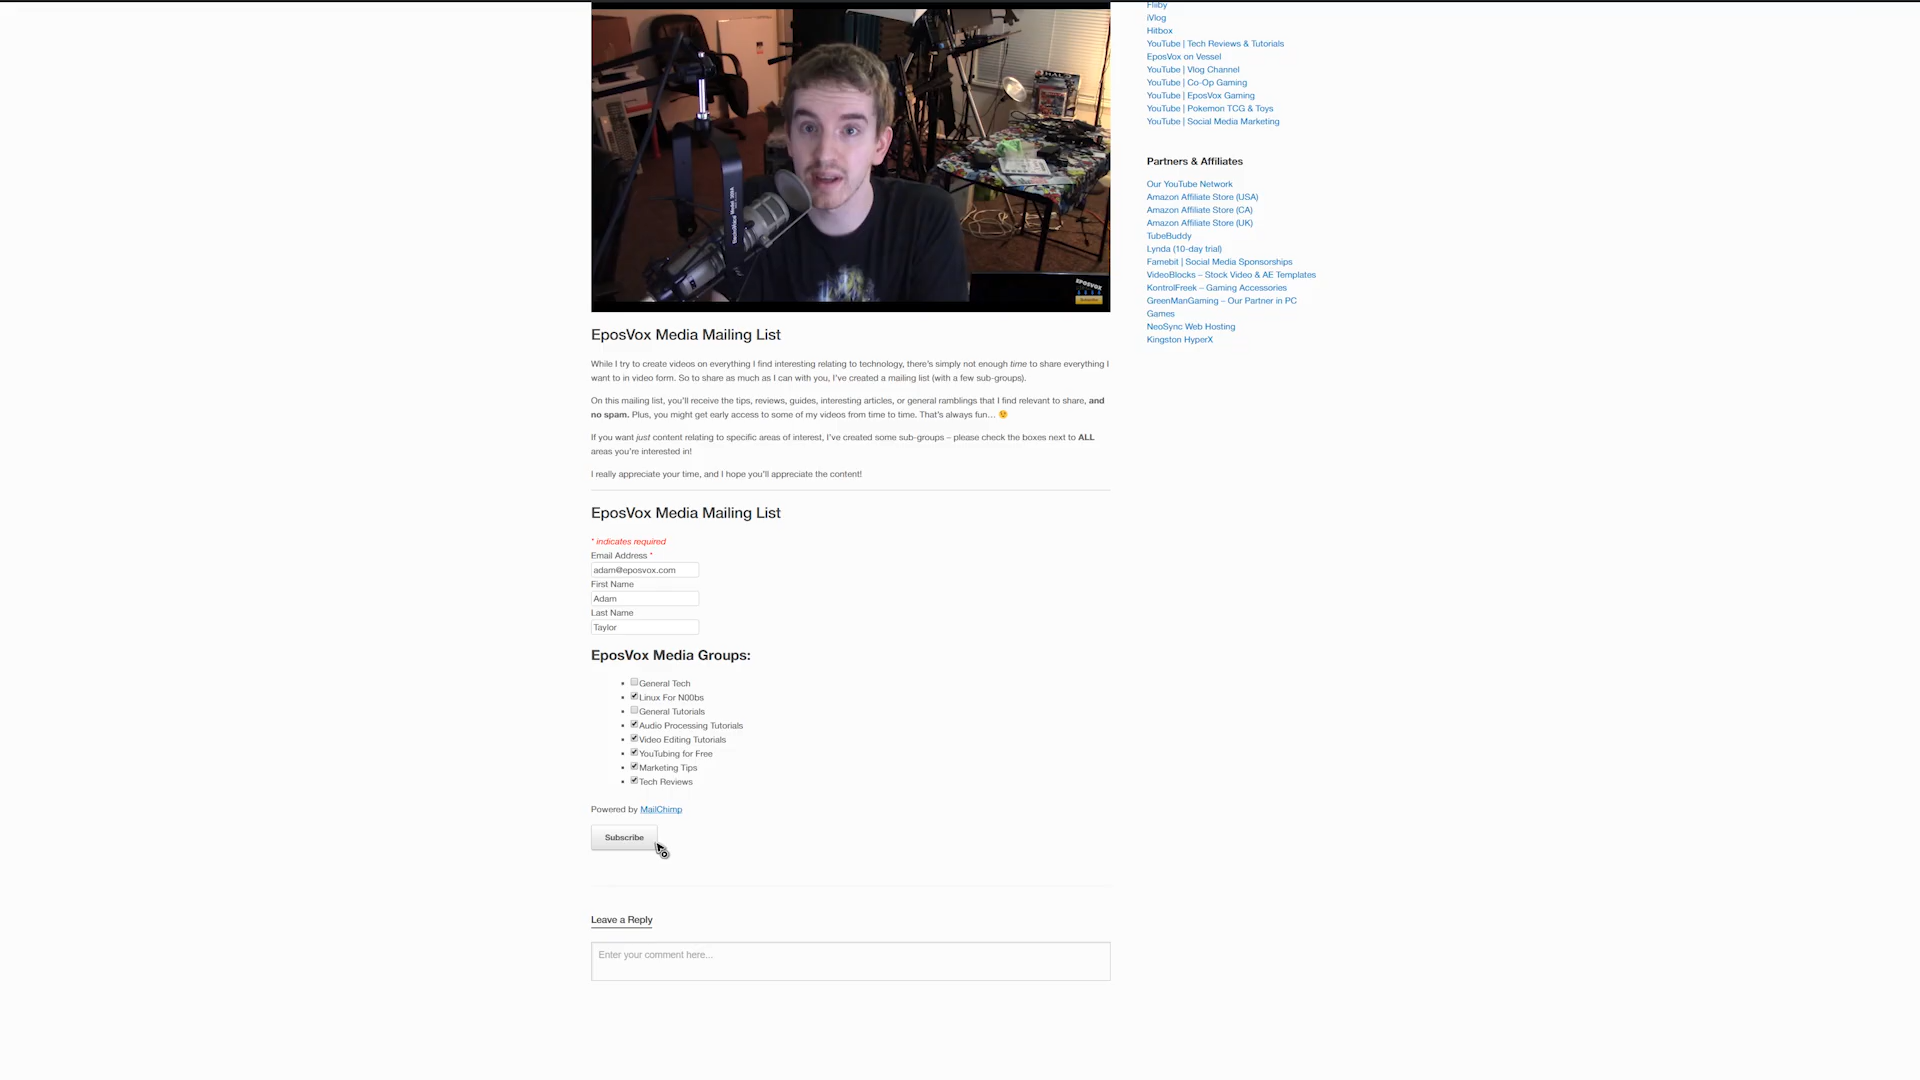 Fliiby
iVlog
Hitbox
YouTube | Tech Reviews & Tutorials
EposVox on Vessel
YouTube | Vlog Channel
YouTube | Co-Op Gaming
YouTube | EposVox Gaming
YouTube | Pokemon TCG & Toys
YouTube | Social Media Marketing
Partners & Affiliates
Our YouTube Network
Amazon Affiliate Store (USA)
Amazon Affiliate Store (CA)
Amazon Affiliate Store (UK)
TubeBuddy
Lynda (10-day trial)
Famebit | Social Media Sponsorships
VideoBlocks – Stock Video & AE Templates
KontrolFreek – Gaming Accessories
GreenManGaming – Our Partner in PC
Games
NeoSync Web Hosting
Kingston HyperX
HALO
EPOSVOX
Subscribe
EposVox Media Mailing List
While I try to create videos on everything I find interesting relating to technology, there's simply not enough time to share everything I
want to in video form. So to share as much as I can with you, I've created a mailing list (with a few sub-groups).
On this mailing list, you'll receive the tips, reviews, guides, interesting articles, or general ramblings that I find relevant to share, and
no spam. Plus, you might get early access to some of my videos from time to time. That's always fun…
If you want just content relating to specific areas of interest, I've created some sub-groups – please check the boxes next to ALL
areas you're interested in!
I really appreciate your time, and I hope you'll appreciate the content!
EposVox Media Mailing List
* indicates required
Email Address *
adam@eposvox.com
First Name
Adam
Last Name
Taylor
EposVox Media Groups:
General Tech
Linux For N00bs
General Tutorials
Audio Processing Tutorials
Video Editing Tutorials
YouTubing for Free
Marketing Tips
Tech Reviews
Powered by MailChimp
Subscribe
Leave a Reply
Enter your comment here...